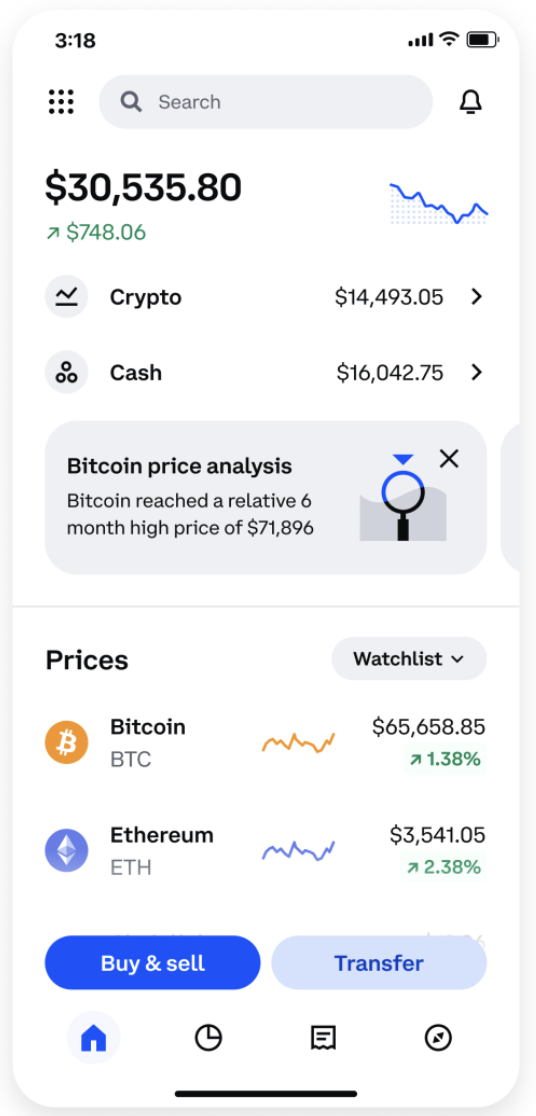 3:18
Search
$30,535.80
↗ $748.06
Crypto $14,493.05
Cash $16,042.75
Bitcoin price analysis
Bitcoin reached a relative 6
month high price of $71,896
Prices Watchlist
Bitcoin $65,658.85
BTC ↗ 1.38%
Ethereum $3,541.05
ETH ↗ 2.38%
Buy & sell Transfer